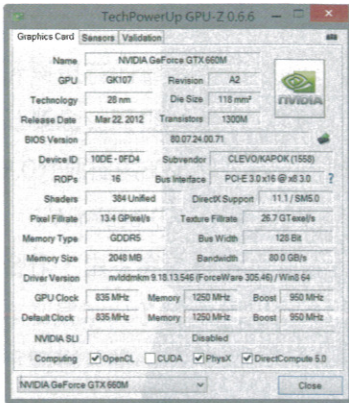 TechPowerUp GPU-Z 0.6.6
Graphics Card Sensors Validation
Name NVIDIA GeForce GTX 660M
GPU GK107 Revision A2
Technology 28 nm Die Size 118 mm²
Release Date Mar 22, 2012 Transistors 1300M
NVIDIA
BIOS Version 80.07.24.00.71
Device ID 10DE - 0FD4 Subvendor CLEVO/KAPOK (1558)
ROPs 16 Bus Interface PCI-E 3.0 x16 @ x8 3.0 ?
Shaders 384 Unified DirectX Support 11.1 / SM5.0
Pixel Fillrate 13.4 GPixel/s Texture Fillrate 26.7 GTexel/s
Memory Type GDDR5 Bus Width 128 Bit
Memory Size 2048 MB Bandwidth 80.0 GB/s
Driver Version nvlddmkm 9.18.13.546 (ForceWare 305.46) / Win8 64
GPU Clock 835 MHz Memory 1250 MHz Boost 950 MHz
Default Clock 835 MHz Memory 1250 MHz Boost 950 MHz
NVIDIA SLI Disabled
Computing OpenCL CUDA PhysX DirectCompute 5.0
NVIDIA GeForce GTX 660M Close